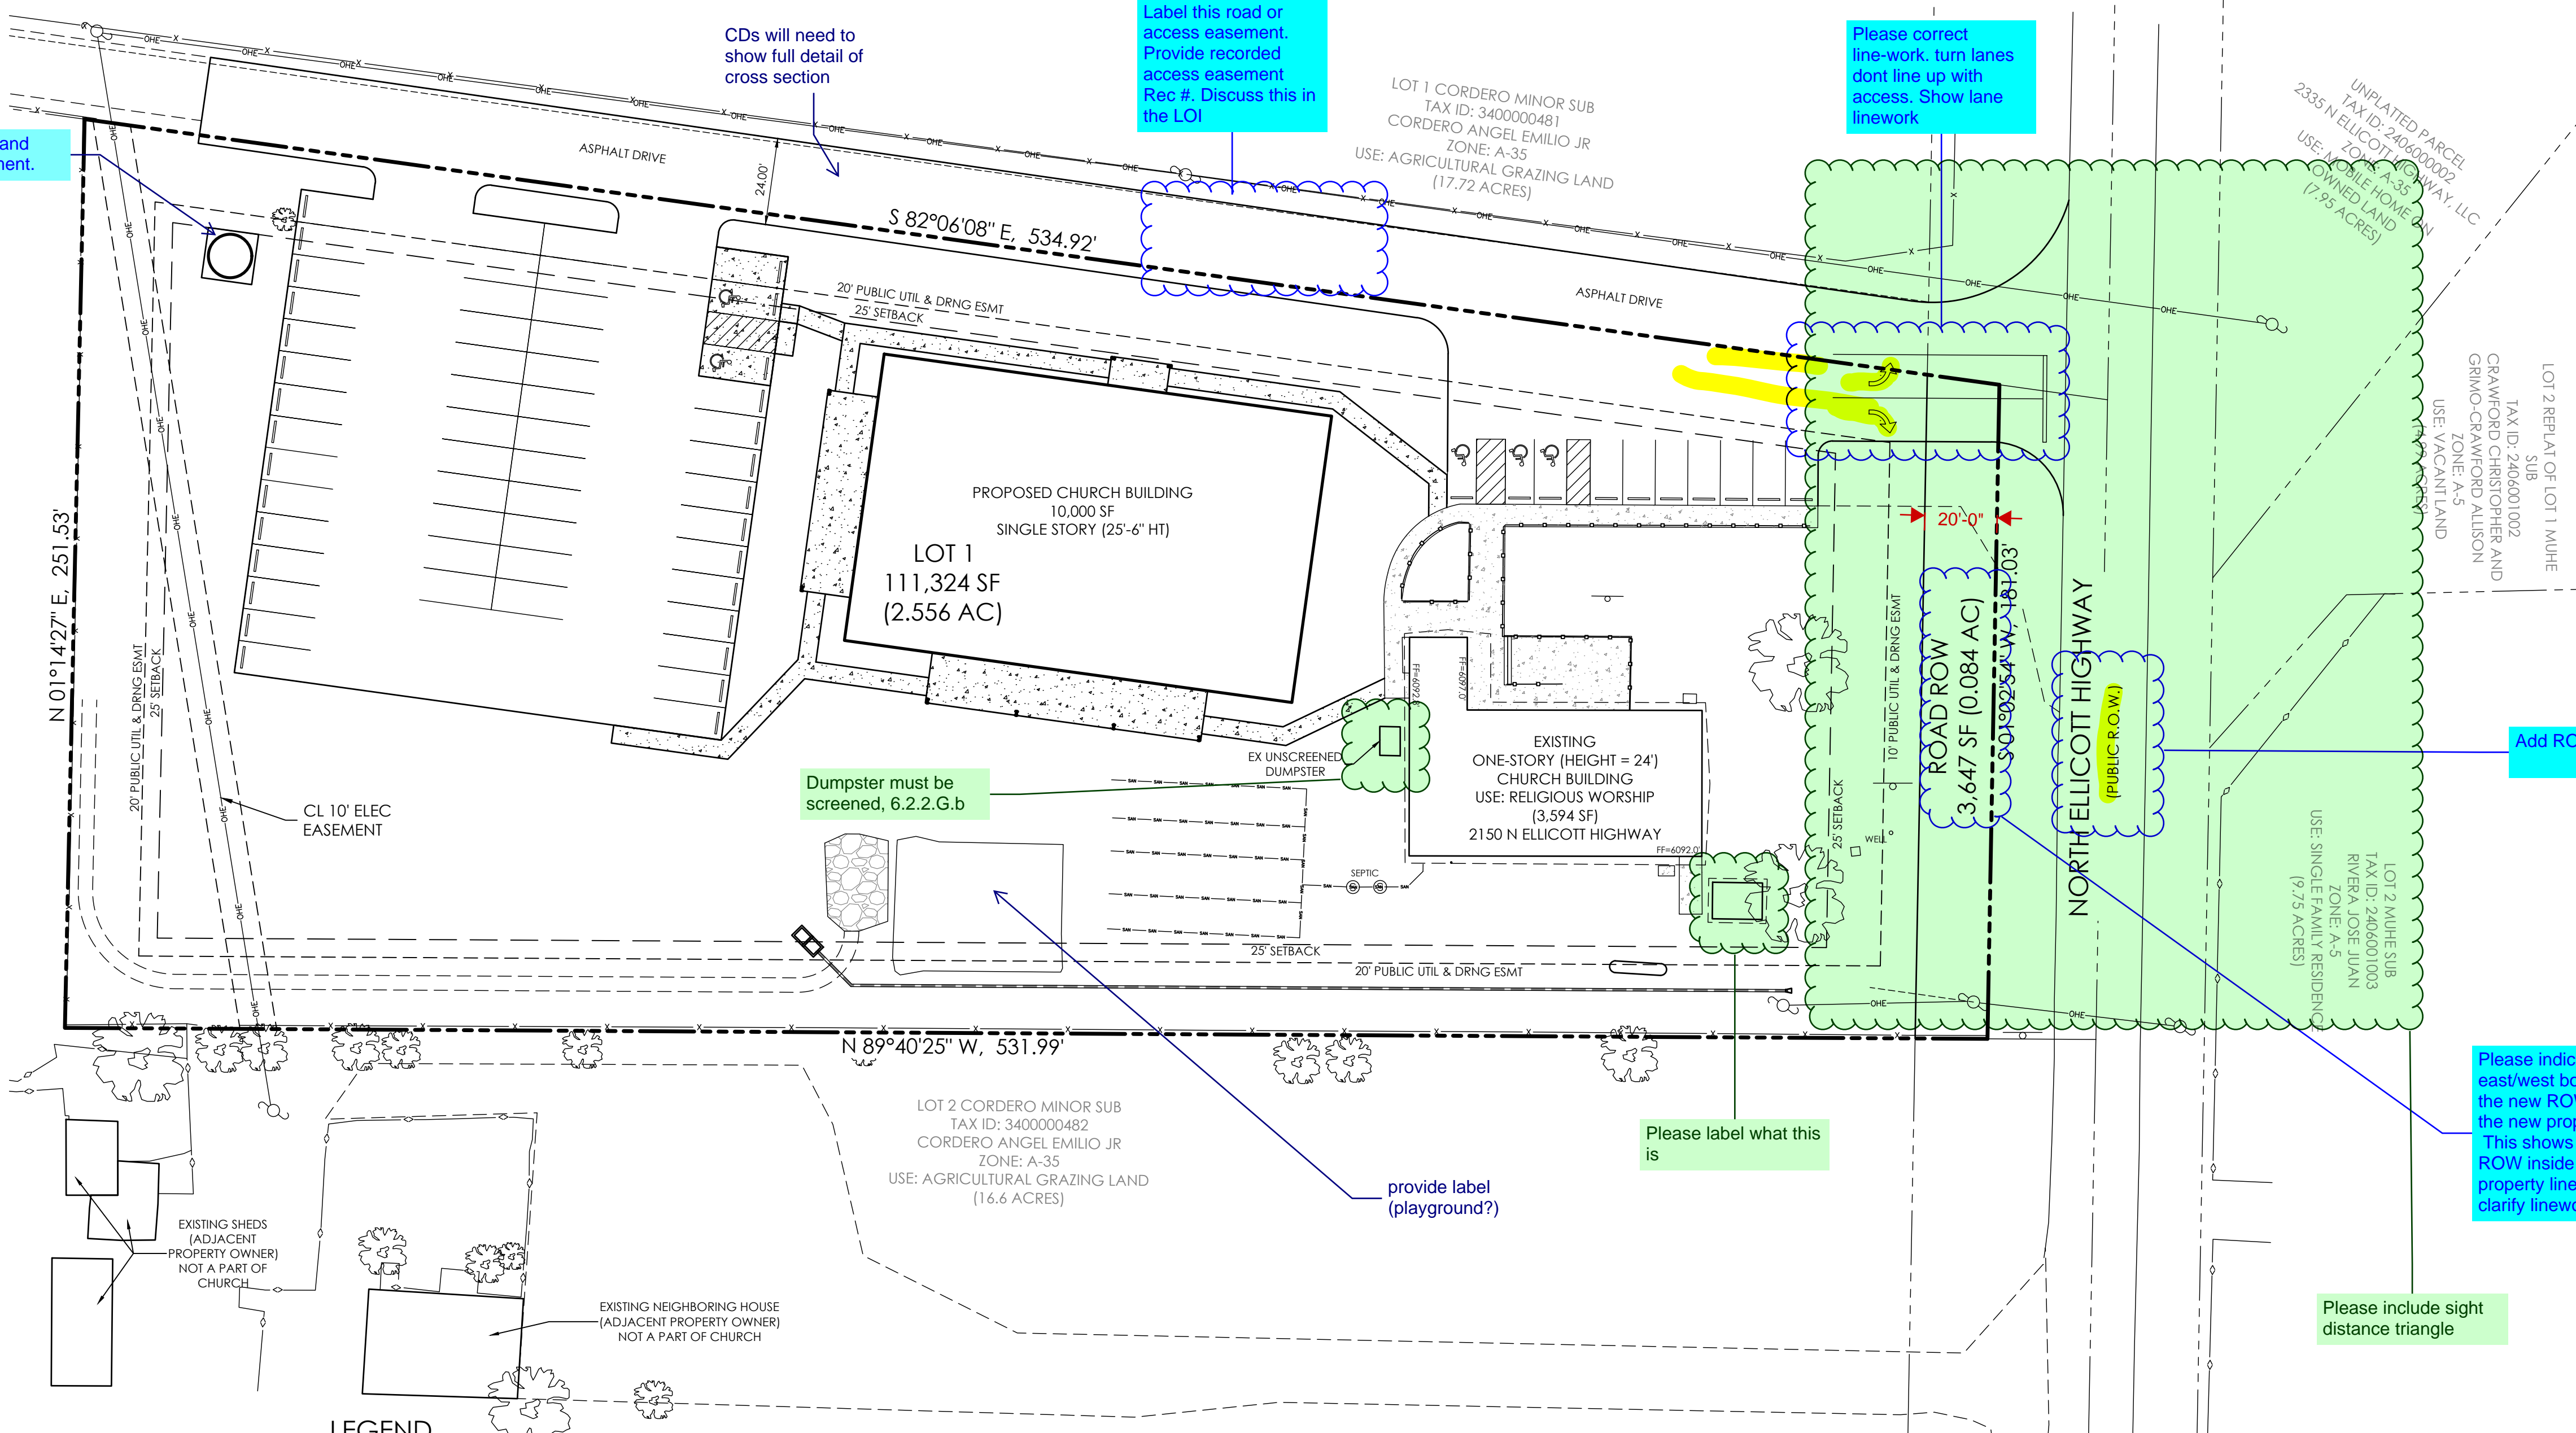 CDs will need to
show full detail of
cross section
Label this road or
access easement.
Provide recorded
access easement
Rec #. Discuss this in
the LOI
Please correct
line-work. turn lanes
dont line up with
access. Show lane
linework
and
LOT 1 CORDERO MINOR SUB
TAX ID: 3400000481
CORDERO ANGEL EMILIO JR
ZONE: A-35
USE: AGRICULTURAL GRAZING LAND
(17.72 ACRES)
UNPLATTED PARCEL
TAX ID: 2406000002
2335 N ELLICOTT HIGHWAY, LLC
ZONE: A-35
USE: MOBILE HOME ON
OWNED LAND
(7.95 ACRES)
ASPHALT DRIVE
24.00'
S 82°06'08" E, 534.92'
20' PUBLIC UTIL & DRNG ESMT
25' SETBACK
ASPHALT DRIVE
LOT 2 REPLAT OF LOT 1 MUHE
SUB
TAX ID: 2406001002
CRAWFORD CHRISTOPHER AND
GRIMO-CRAWFORD ALLISON
ZONE: A-5
USE: VACANT LAND
PROPOSED CHURCH BUILDING
10,000 SF
SINGLE STORY (25'-6" HT)
LOT 1
111,324 SF
(2.556 AC)
N 01°14'27" E, 251.53'
20' PUBLIC UTIL & DRNG ESMT
25' SETBACK
20'-0"
10' PUBLIC UTIL & DRNG ESMT
25' SETBACK
ROAD ROW
3,647 SF (0.084 AC)
S 01°02'54" W, 181.03'
NORTH ELLICOTT HIGHWAY
(PUBLIC R.O.W.)
FF=6097.0'
EX UNSCREENED
DUMPSTER
Dumpster must be
screened, 6.2.2.G.b
EXISTING
ONE-STORY (HEIGHT = 24')
CHURCH BUILDING
USE: RELIGIOUS WORSHIP
(3,594 SF)
2150 N ELLICOTT HIGHWAY
FF=6092.0'
WELL
SEPTIC
CL 10' ELEC
EASEMENT
25' SETBACK
20' PUBLIC UTIL & DRNG ESMT
N 89°40'25" W, 531.99'
LOT 2 MUHE SUB
TAX ID: 2406001003
RIVERA JOSE JUAN
ZONE: A-5
USE: SINGLE FAMILY RESIDENCE
(9.75 ACRES)
Add
Please
east/west
the new
the new
This shows
ROW inside
property line
clarify
LOT 2 CORDERO MINOR SUB
TAX ID: 3400000482
CORDERO ANGEL EMILIO JR
ZONE: A-35
USE: AGRICULTURAL GRAZING LAND
(16.6 ACRES)
Please label what this
is
provide label
(playground?)
EXISTING SHEDS
(ADJACENT
PROPERTY OWNER)
NOT A PART OF
CHURCH
EXISTING NEIGHBORING HOUSE
(ADJACENT PROPERTY OWNER)
NOT A PART OF CHURCH
Please include sight
distance triangle
LEGEND